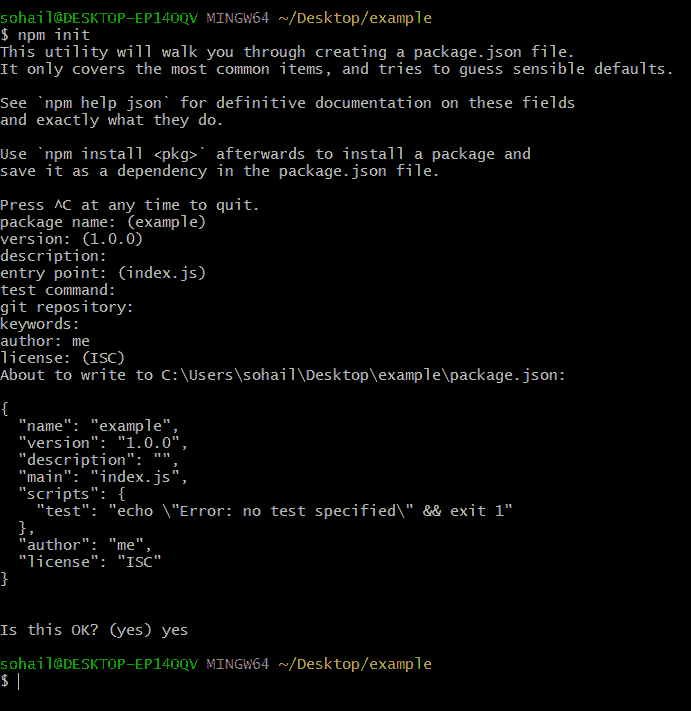 sohail@DESKTOP-EP14OQV MINGW64 ~/Desktop/example
$ npm init
This utility will walk you through creating a package.json file.
It only covers the most common items, and tries to guess sensible defaults.
See `npm help json` for definitive documentation on these fields
and exactly what they do.
Use `npm install <pkg>` afterwards to install a package and
save it as a dependency in the package.json file.
Press ^C at any time to quit.
package name: (example)
version: (1.0.0)
description:
entry point: (index.js)
test command:
git repository:
keywords:
author: me
license: (ISC)
About to write to C:\Users\sohail\Desktop\example\package.json:
{
  "name": "example",
  "version": "1.0.0",
  "description": "",
  "main": "index.js",
  "scripts": {
    "test": "echo \"Error: no test specified\" && exit 1"
  },
  "author": "me",
  "license": "ISC"
}
Is this OK? (yes) yes
sohail@DESKTOP-EP14OQV MINGW64 ~/Desktop/example
$